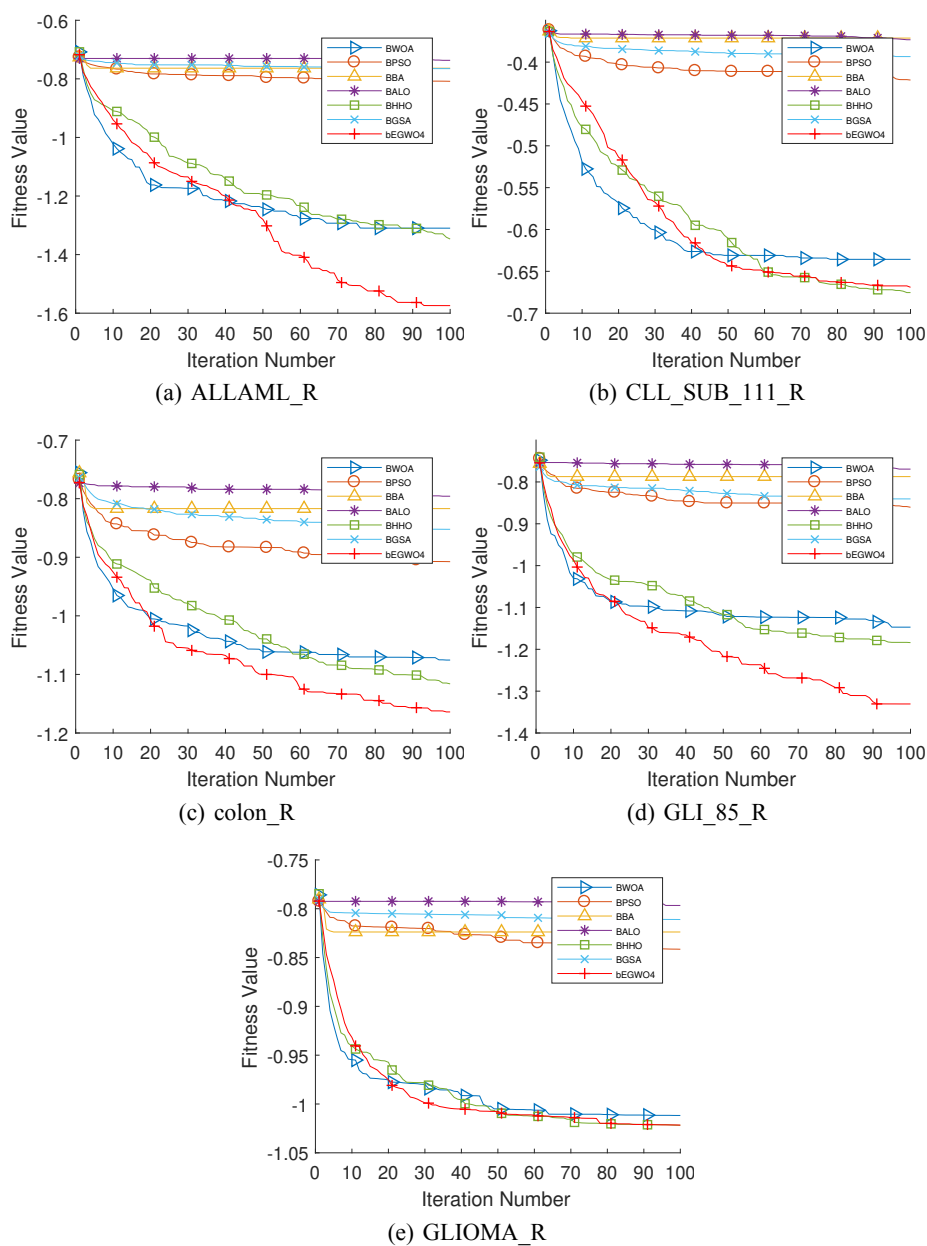 -0.6
-0.8
-1
-1.2
-1.4
-1.6
Fitness Value
0 10 20 30 40 50 60 70 80 90 100
Iteration Number
BWOA
BPSO
BBA
BALO
BHHO
BGSA
bEGWO4
(a) ALLAML_R
-0.4
-0.45
-0.5
-0.55
-0.6
-0.65
-0.7
Fitness Value
0 10 20 30 40 50 60 70 80 90 100
Iteration Number
BWOA
BPSO
BBA
BALO
BHHO
BGSA
bEGWO4
(b) CLL_SUB_111_R
-0.7
-0.8
-0.9
-1
-1.1
-1.2
Fitness Value
0 10 20 30 40 50 60 70 80 90 100
Iteration Number
BWOA
BPSO
BBA
BALO
BHHO
BGSA
bEGWO4
(c) colon_R
-0.8
-0.9
-1
-1.1
-1.2
-1.3
-1.4
Fitness Value
0 10 20 30 40 50 60 70 80 90 100
Iteration Number
BWOA
BPSO
BBA
BALO
BHHO
BGSA
bEGWO4
(d) GLI_85_R
-0.75
-0.8
-0.85
-0.9
-0.95
-1
-1.05
Fitness Value
0 10 20 30 40 50 60 70 80 90 100
Iteration Number
BWOA
BPSO
BBA
BALO
BHHO
BGSA
bEGWO4
(e) GLIOMA_R